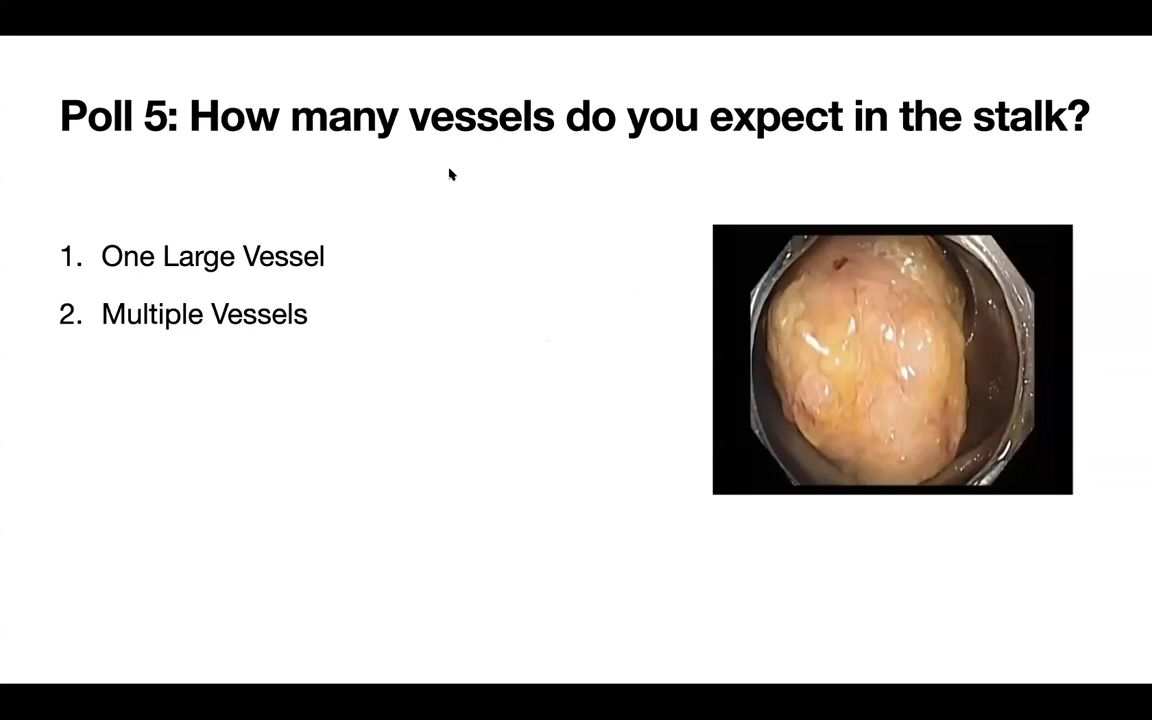 Poll 5: How many vessels do you expect in the stalk?
1. One Large Vessel
2. Multiple Vessels